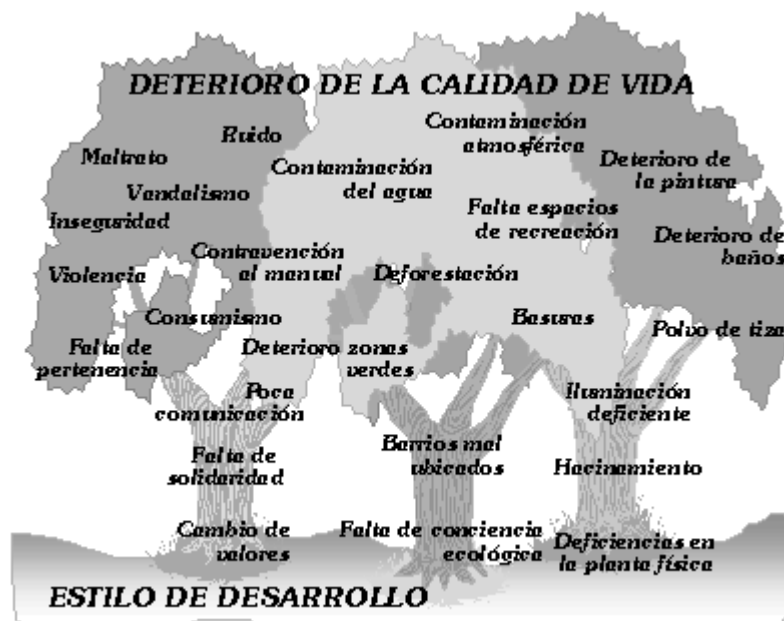 DETERIORO DE LA CALIDAD DE VIDA
Ruido
Maltrato
Vandalismo
Inseguridad
Violencia
Contravención
al manual
Consumismo
Falta de
pertenencia
Poca
comunicación
Falta de
solidaridad
Cambio de
valores
Contaminación
atmosférica
Contaminación
del agua
Falta espacios
de recreación
Deforestación
Basuras
Deterioro zonas
verdes
Barrios mal
ubicados
Falta de conciencia
ecológica
Deterioro de
la pintura
Deterioro de
baños
Polvo de tiza
Iluminación
deficiente
Hacinamiento
Deficiencias en
la planta física
ESTILO DE DESARROLLO